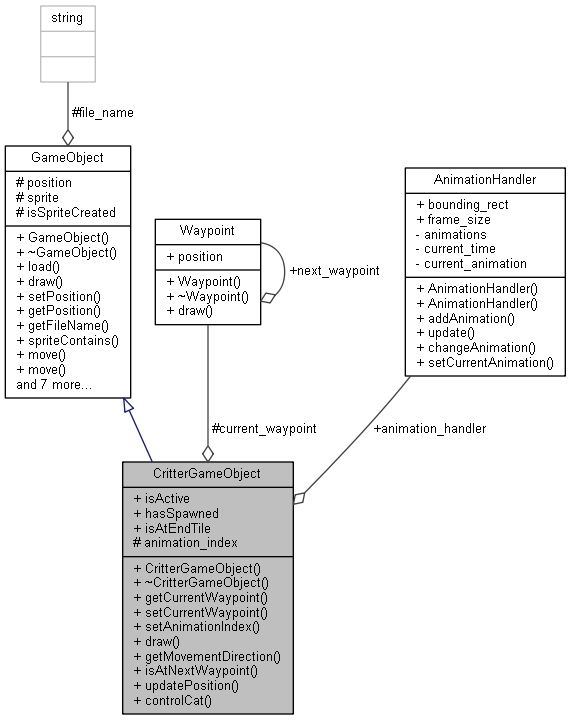 string
#file_name
GameObject
# position
# sprite
# isSpriteCreated
+ GameObject()
+ ~GameObject()
+ load()
+ draw()
+ setPosition()
+ getPosition()
+ getFileName()
+ spriteContains()
+ move()
+ move()
and 7 more...
Waypoint
+ position
+ Waypoint()
+ ~Waypoint()
+ draw()
+next_waypoint
AnimationHandler
+ bounding_rect
+ frame_size
- animations
- current_time
- current_animation
+ AnimationHandler()
+ AnimationHandler()
+ addAnimation()
+ update()
+ changeAnimation()
+ setCurrentAnimation()
#current_waypoint
+animation_handler
CritterGameObject
+ isActive
+ hasSpawned
+ isAtEndTile
# animation_index
+ CritterGameObject()
+ ~CritterGameObject()
+ getCurrentWaypoint()
+ setCurrentWaypoint()
+ setAnimationIndex()
+ draw()
+ getMovementDirection()
+ isAtNextWaypoint()
+ updatePosition()
+ controlCat()